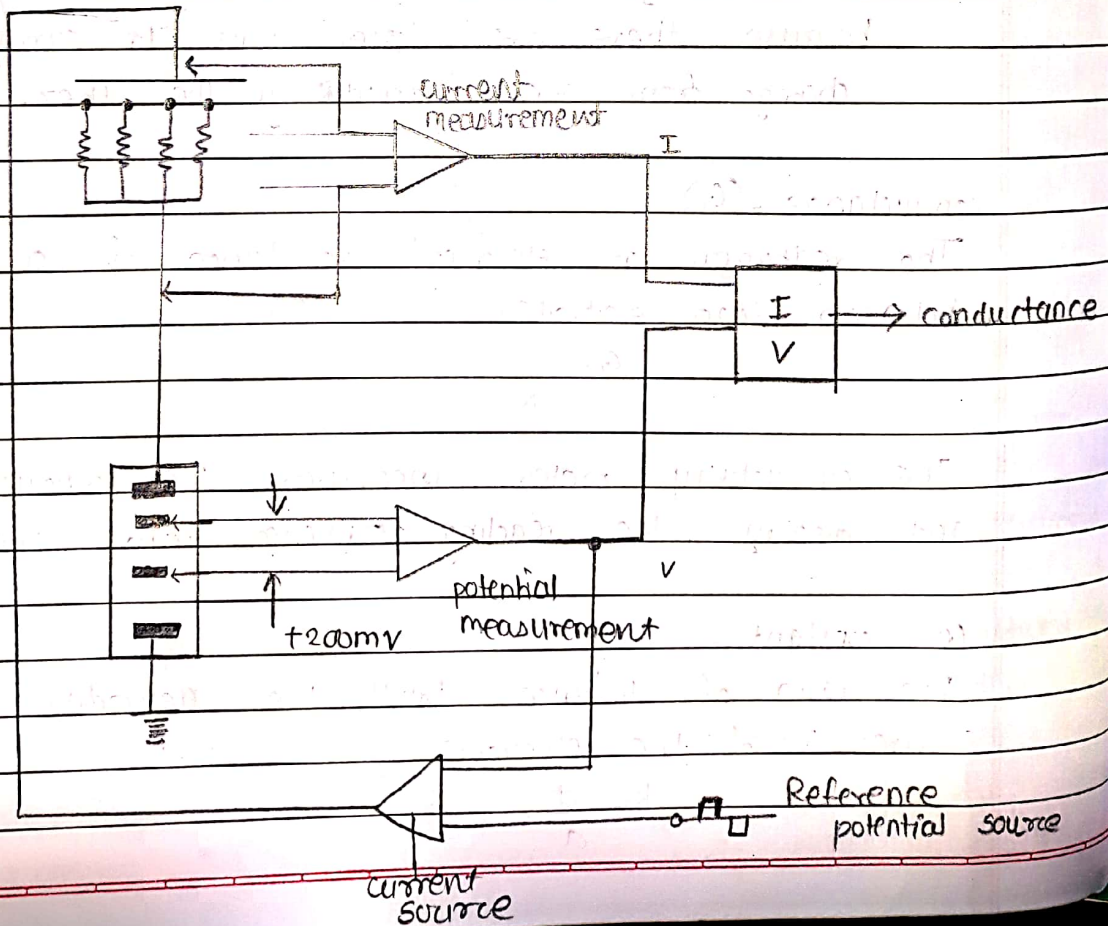 current
measurement
I
I
V
conductance
potential
measurement
V
+200mV
Reference
potential source
current
source